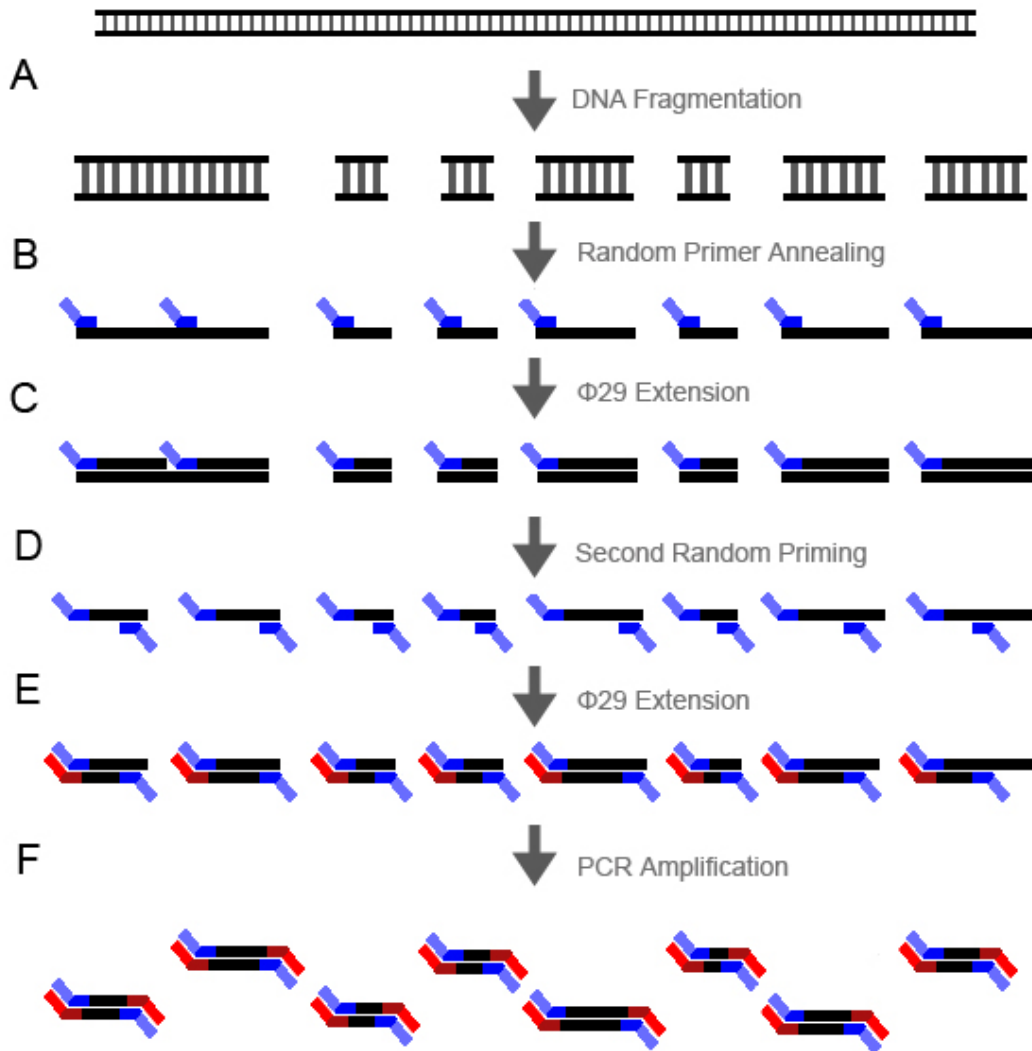 A
DNA Fragmentation
B
Random Primer Annealing
C
Φ29 Extension
D
Second Random Priming
E
Φ29 Extension
F
PCR Amplification